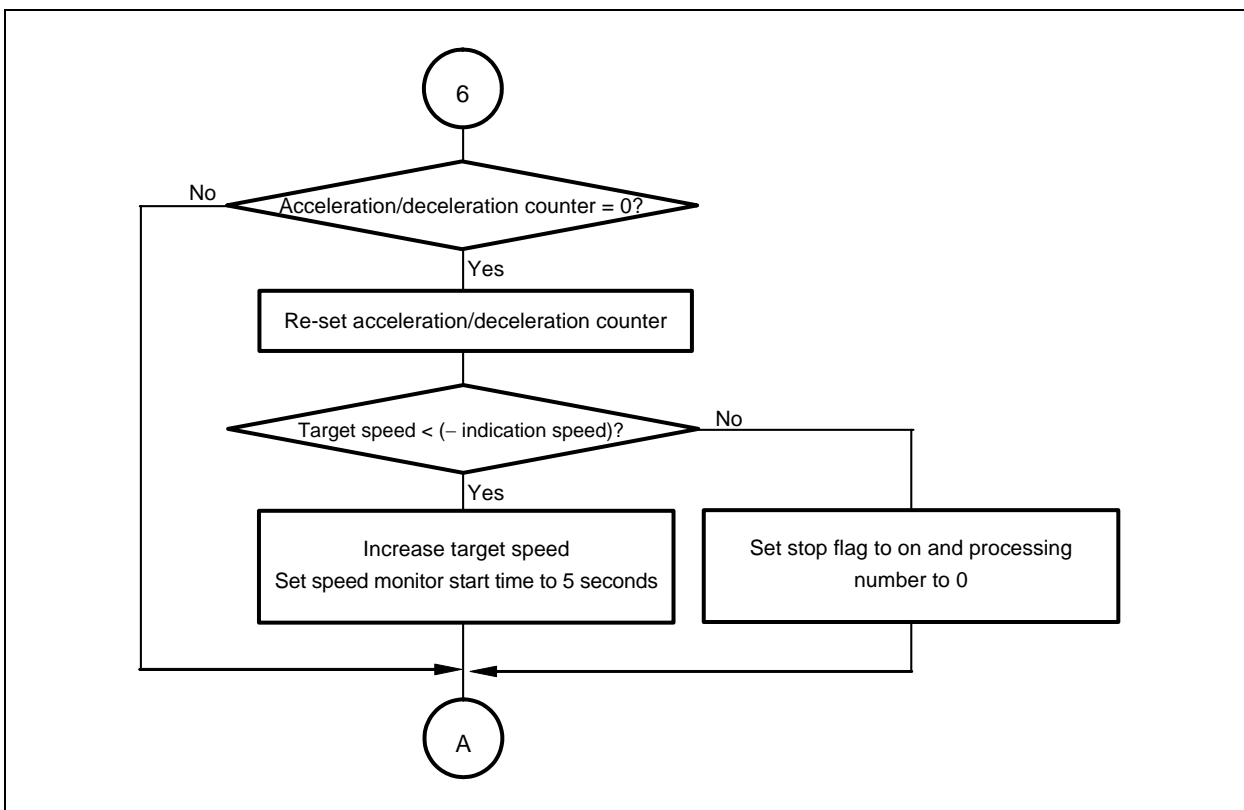 6
No
Acceleration/deceleration counter = 0?
Yes
Re-set acceleration/deceleration counter
Target speed < (− indication speed)?
No
Yes
Increase target speed
Set speed monitor start time to 5 seconds
Set stop flag to on and processing
number to 0
A